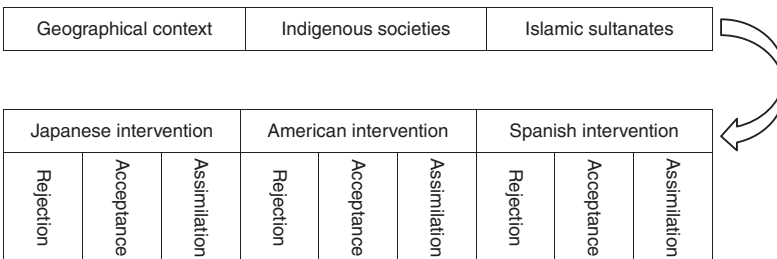 Geographical context Indigenous societies Islamic sultanates
Japanese intervention American intervention Spanish intervention
Rejection Acceptance Assimilation Rejection Acceptance Assimilation Rejection Acceptance Assimilation